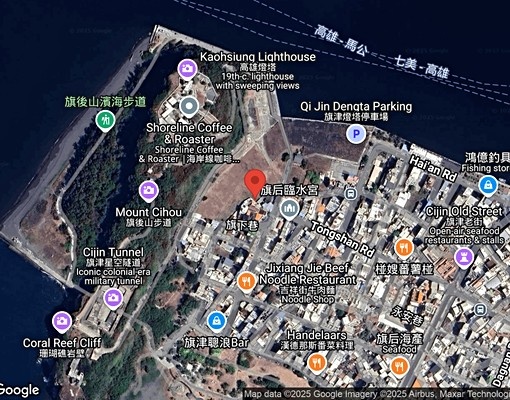 高雄-馬公
七美-高雄
Kaohsiung Lighthouse
高雄燈塔
19th-c. lighthouse
with sweeping views
旗後山濱海步道
Qi Jin Dengta Parking
旗津燈塔停車場
Shoreline Coffee
& Roaster
Shoreline Coffee
& Roaster | 海岸線咖啡...
Hai'an Rd
鴻億釣具
Fishing store
旗后臨水宮
Mount Cihou
旗後山
旗下巷
Cijin Old Street
旗津老街
Open-air seafood
restaurants & stalls
Tongshan Rd
Cijin Tunnel
旗津星空隧道
Iconic colonial-era
military tunnel
Jixiang Jie Beef
Noodle Restaurant
吉祥街牛肉麵
Noodle Shop
椪嫂蕃薯椪
永安巷
Coral Reef Cliff
珊瑚礁岩壁
旗津聰浪Bar
Handelaars
漢德那斯香菜料理
旗后海產
Seafood
Google
Map data ©2025 Google Imagery ©2025 Airbus, Maxar Technologi